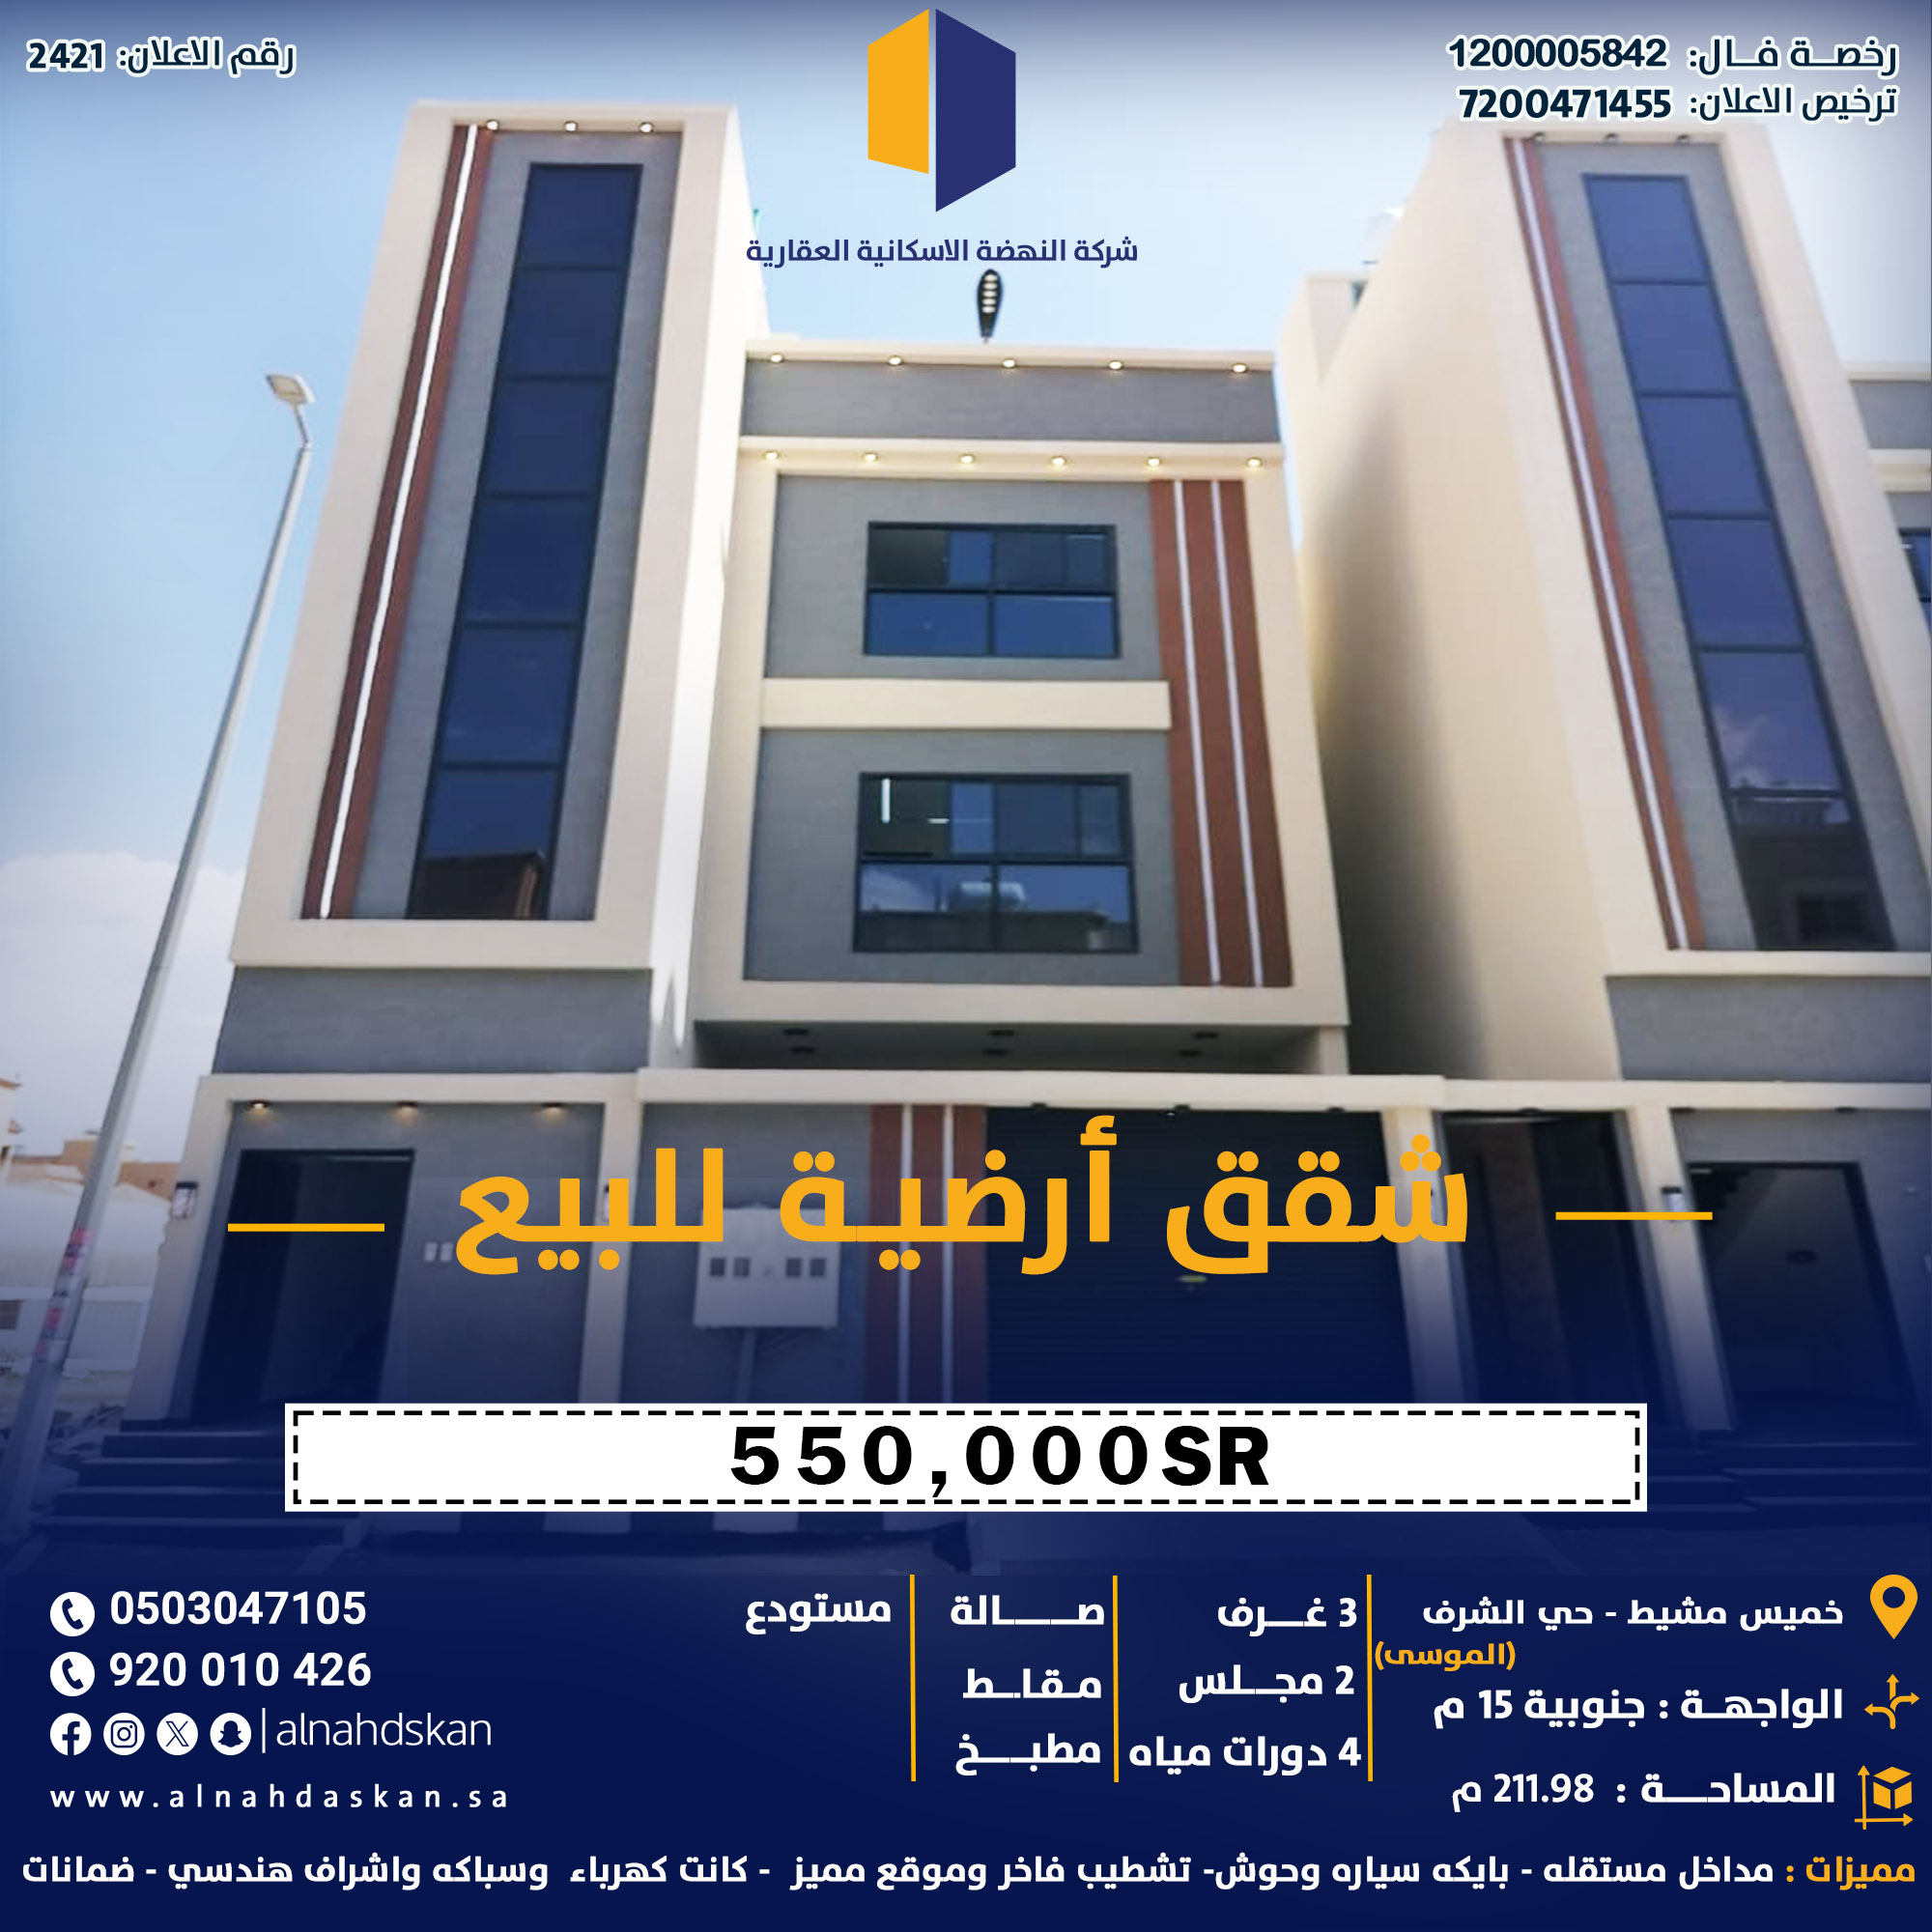 رخصة فال: 1200005842
ترخيص الاعلان: 7200471455
رقم الاعلان: 2421
شركة النهضة الاسكانية العقارية
شقق أرضية للبيع
550,000SR
خميس مشيط - حي الشرف
(الموسى)
الواجهة : جنوبية 15 م
المساحة : 211.98 م
3 غرف
2 مجلس
4 دورات مياه
صالة
مقلط
مطبخ
مستودع
0503047105
920 010 426
alnahdskan
www.alnahdaskan.sa
مميزات : مداخل مستقله - بايكه سياره وحوش- تشطيب فاخر وموقع مميز - كانت كهرباء وسباكه واشراف هندسي - ضمانات